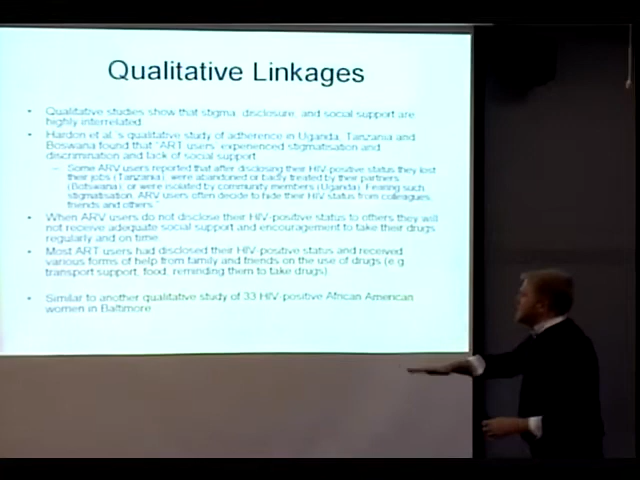 Qualitative Linkages
• Qualitative studies show that stigma, disclosure, and social support are
highly interrelated.
• Hardon et al.'s qualitative study of adherence in Uganda, Tanzania and
Boswana found that "ART users' experienced stigmatisation and
discrimination and lack of social support
– Some ARV users reported that after disclosing their HIV-positive status they lost
their jobs (Tanzania), were abandoned or badly treated by their partners
(Botswana), or were isolated by community members (Uganda). Fearing such
stigmatisation, ARV users often decide to hide their HIV status from colleagues,
friends and others."
• When ARV users do not disclose their HIV-positive status to others they will
not receive adequate social support and encouragement to take their drugs
regularly and on time.
• Most ART users had disclosed their HIV-positive status and received
various forms of help from family and friends on the use of drugs (e.g.
transport support, food, reminding them to take drugs).
• Similar to another qualitative study of 33 HIV-positive African American
women in Baltimore